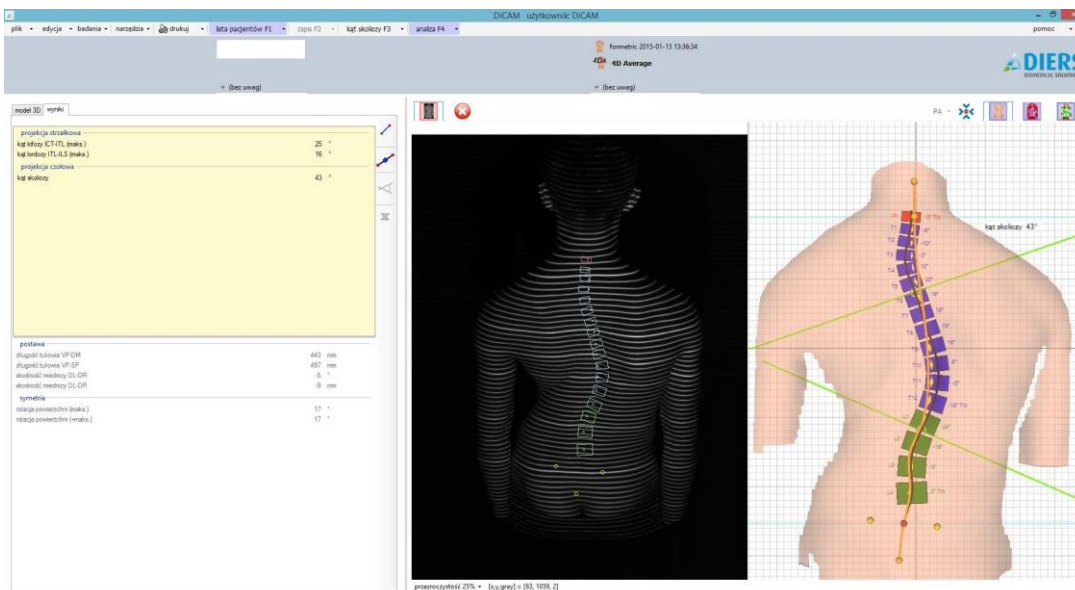 DiCAM użytkownik: DiCAM
plik edycja badania narzędzia drukuj lista pacjentów F1 zapis F2 kąt skoliozy F3 analiza F4 pomoc
formetric 2015-01-13 13:36:34
4D Average
DIERS
BIOMEDICAL SOLUTIONS
(bez uwag) (bez uwag)
model 3D wyniki
PA
projekcja strzałkowa
kąt kifozy ICT-ITL (maks.) 25 °
kąt lordozy ITL-ILS (maks.) 16 °
projekcja czołowa
kąt skoliozy 43 °
kąt skoliozy 43°
T1
T2
T3
T4
T5
T6
T7
T8
T9
T10
T11
T12
L1
L2
L3
L4
postawa
długość tułowia VP-DM 443 mm
długość tułowia VP-SP 497 mm
skośność miednicy DL-DR -5 °
skośność miednicy DL-DR -9 mm
symetria
rotacja powierzchni (maks.) 17 °
rotacja powierzchni (+maks.) 17 °
przezroczystość 25% [x,y,gray] = [63, 1059, 2]